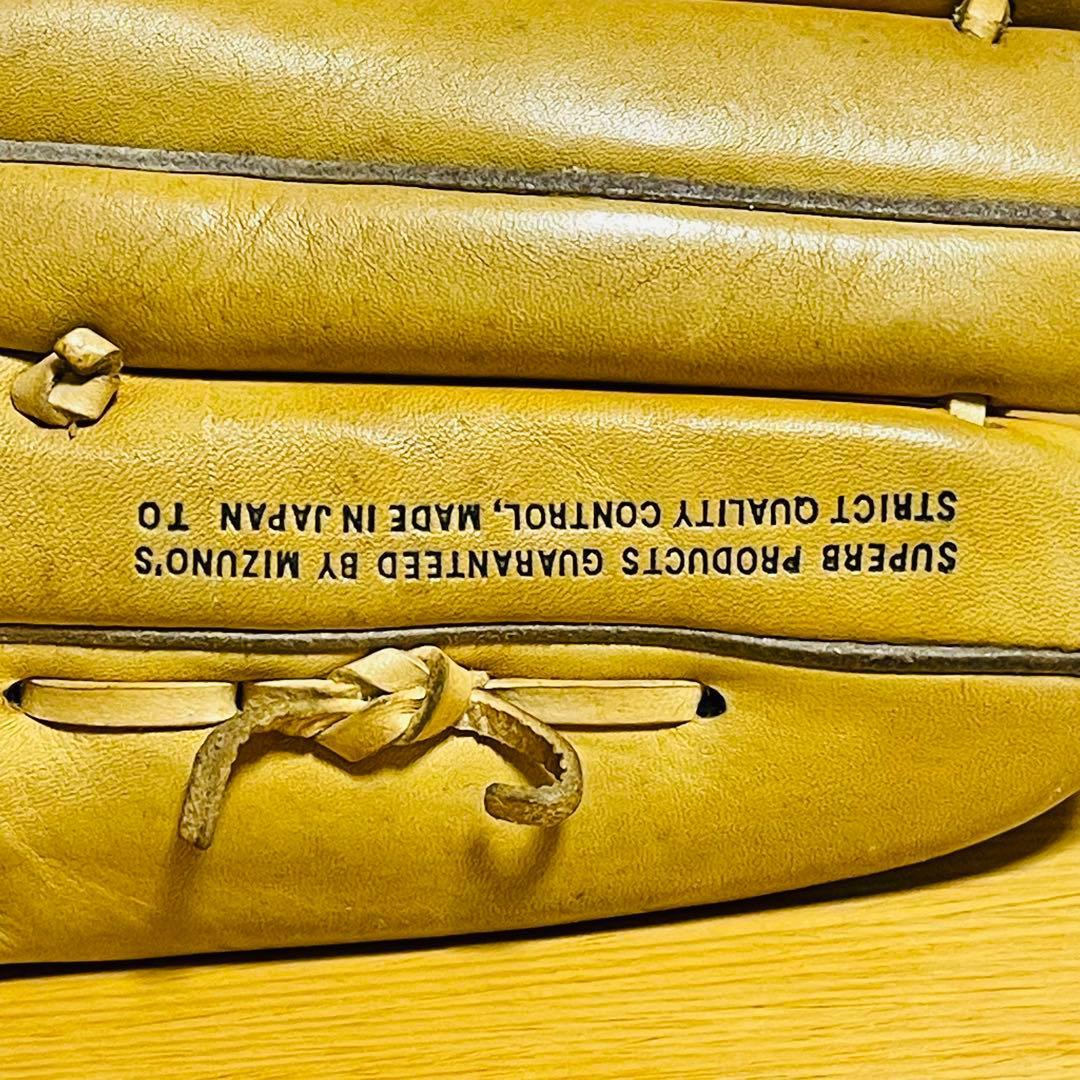 SUPERB PRODUCTS GUARANTEED BY MIZUNO'S
STRICT QUALITY CONTROL, MADE IN JAPAN TO